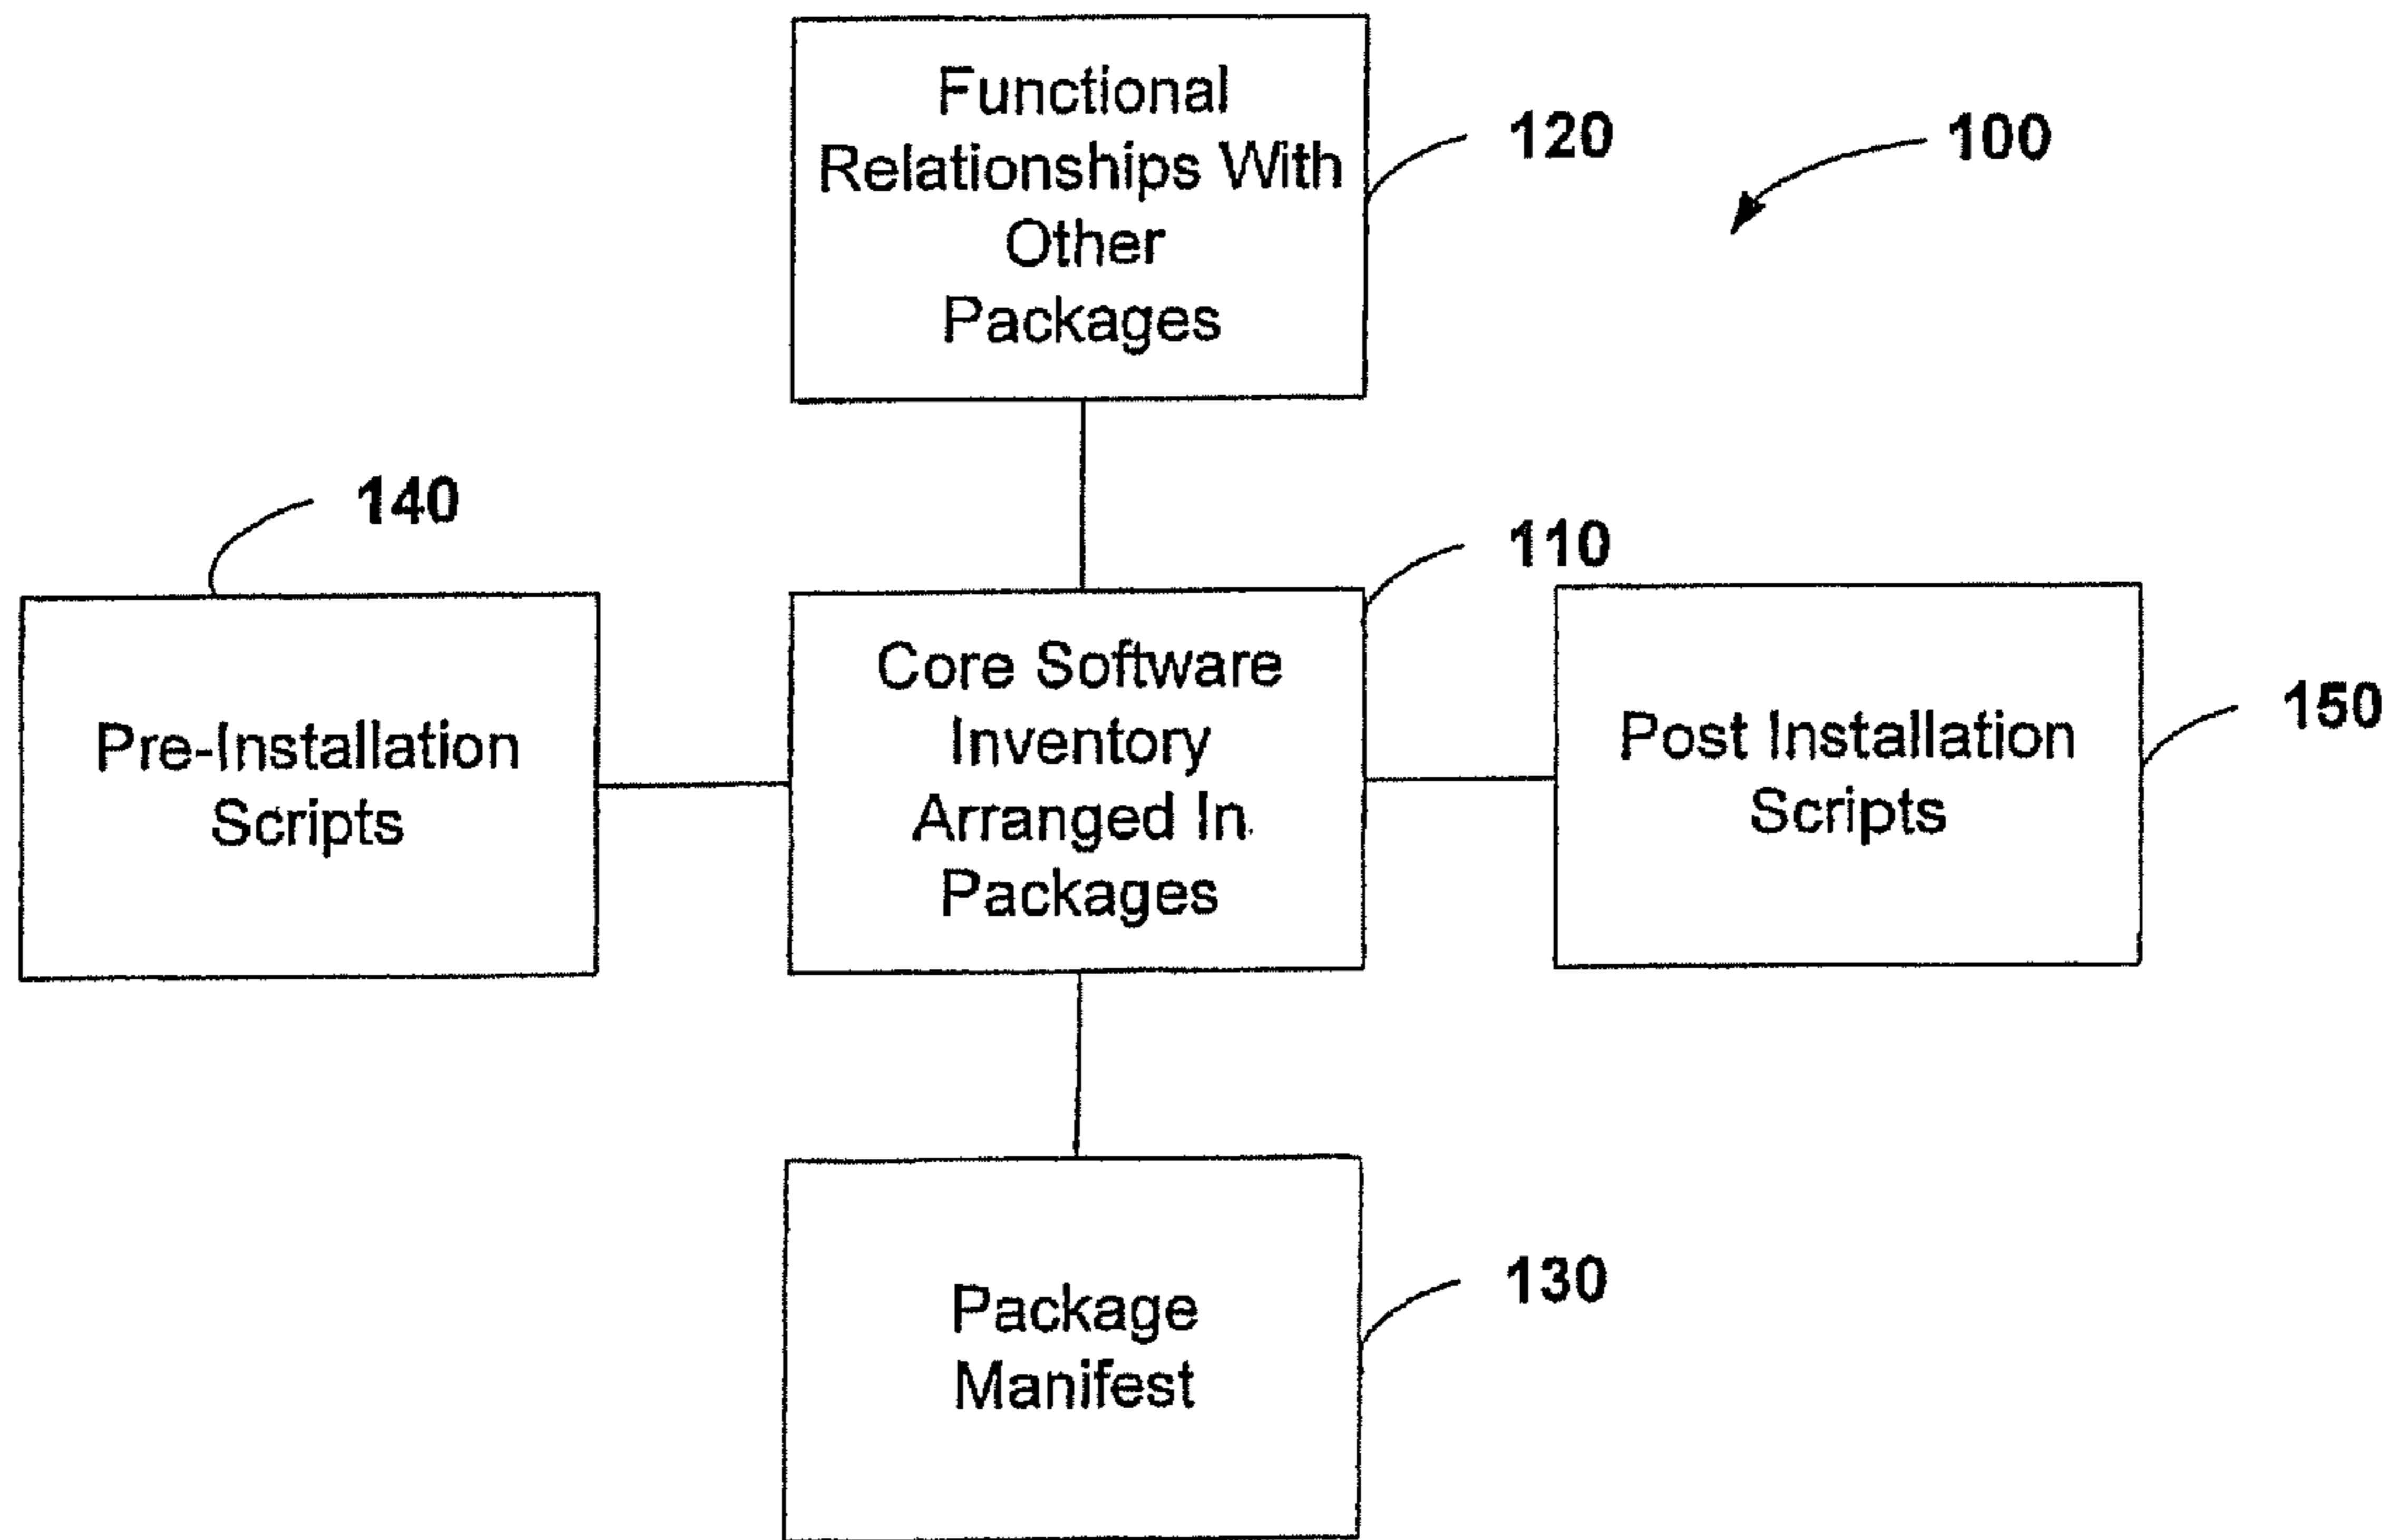 Functional
Relationships With
Other
Packages
120
100
140
110
Pre-Installation
Scripts
Core Software
Inventory
Arranged In
Packages
Post Installation
Scripts
150
Package
Manifest
130